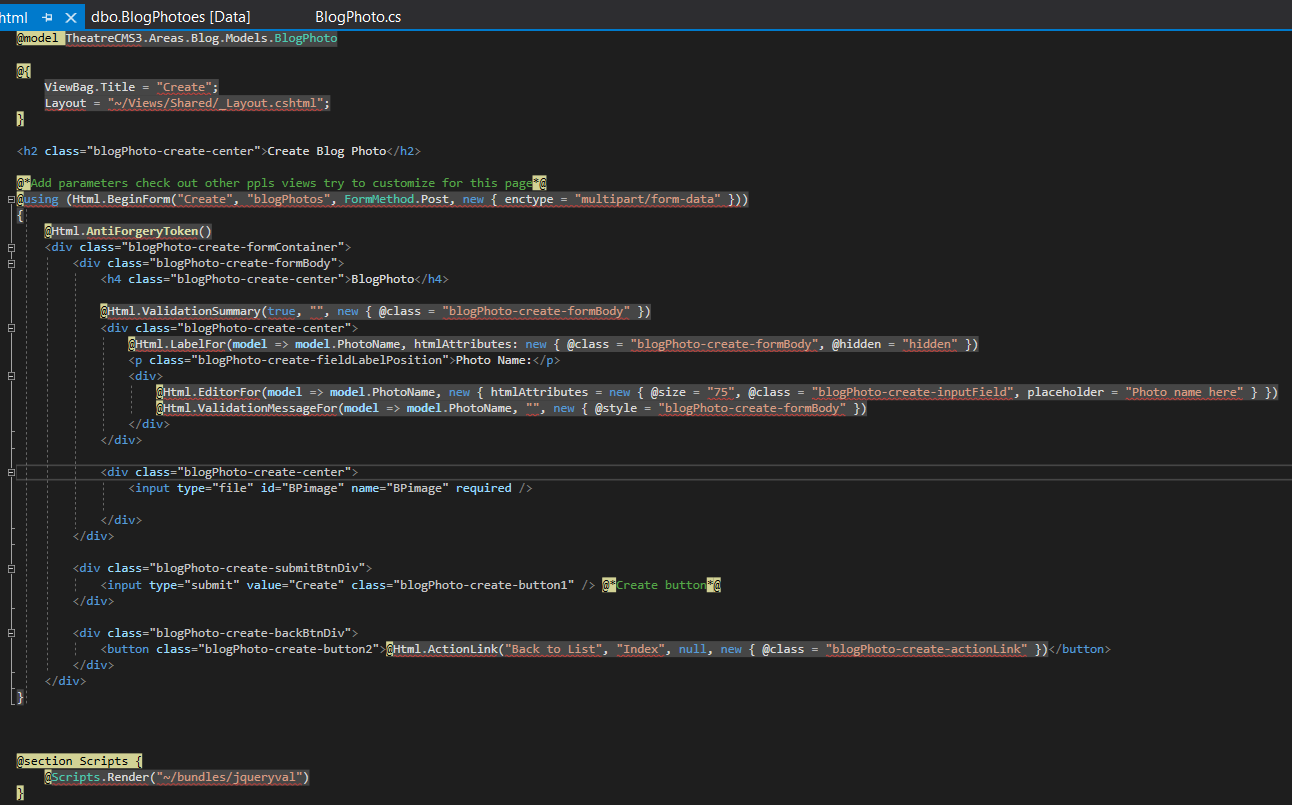 html dbo.BlogPhotoes [Data] BlogPhoto.cs
@model TheatreCMS3.Areas.Blog.Models.BlogPhoto
@{
ViewBag.Title = "Create";
Layout = "~/Views/Shared/_Layout.cshtml";
}
<h2 class="blogPhoto-create-center">Create Blog Photo</h2>
@*Add parameters check out other ppls views try to customize for this page*@
@using (Html.BeginForm("Create", "blogPhotos", FormMethod.Post, new { enctype = "multipart/form-data" }))
{
@Html.AntiForgeryToken()
<div class="blogPhoto-create-formContainer">
<div class="blogPhoto-create-formBody">
<h4 class="blogPhoto-create-center">BlogPhoto</h4>
@Html.ValidationSummary(true, "", new { @class = "blogPhoto-create-formBody" })
<div class="blogPhoto-create-center">
@Html.LabelFor(model => model.PhotoName, htmlAttributes: new { @class = "blogPhoto-create-formBody", @hidden = "hidden" })
<p class="blogPhoto-create-fieldLabelPosition">Photo Name:</p>
<div>
@Html.EditorFor(model => model.PhotoName, new { htmlAttributes = new { @size = "75", @class = "blogPhoto-create-inputField", placeholder = "Photo name here" } })
@Html.ValidationMessageFor(model => model.PhotoName, "", new { @style = "blogPhoto-create-formBody" })
</div>
</div>
<div class="blogPhoto-create-center">
<input type="file" id="BPimage" name="BPimage" required />
</div>
</div>
<div class="blogPhoto-create-submitBtnDiv">
<input type="submit" value="Create" class="blogPhoto-create-button1" /> @*Create button*@
</div>
<div class="blogPhoto-create-backBtnDiv">
<button class="blogPhoto-create-button2">@Html.ActionLink("Back to List", "Index", null, new { @class = "blogPhoto-create-actionLink" })</button>
</div>
</div>
}
@section Scripts {
@Scripts.Render("~/bundles/jqueryval")
}